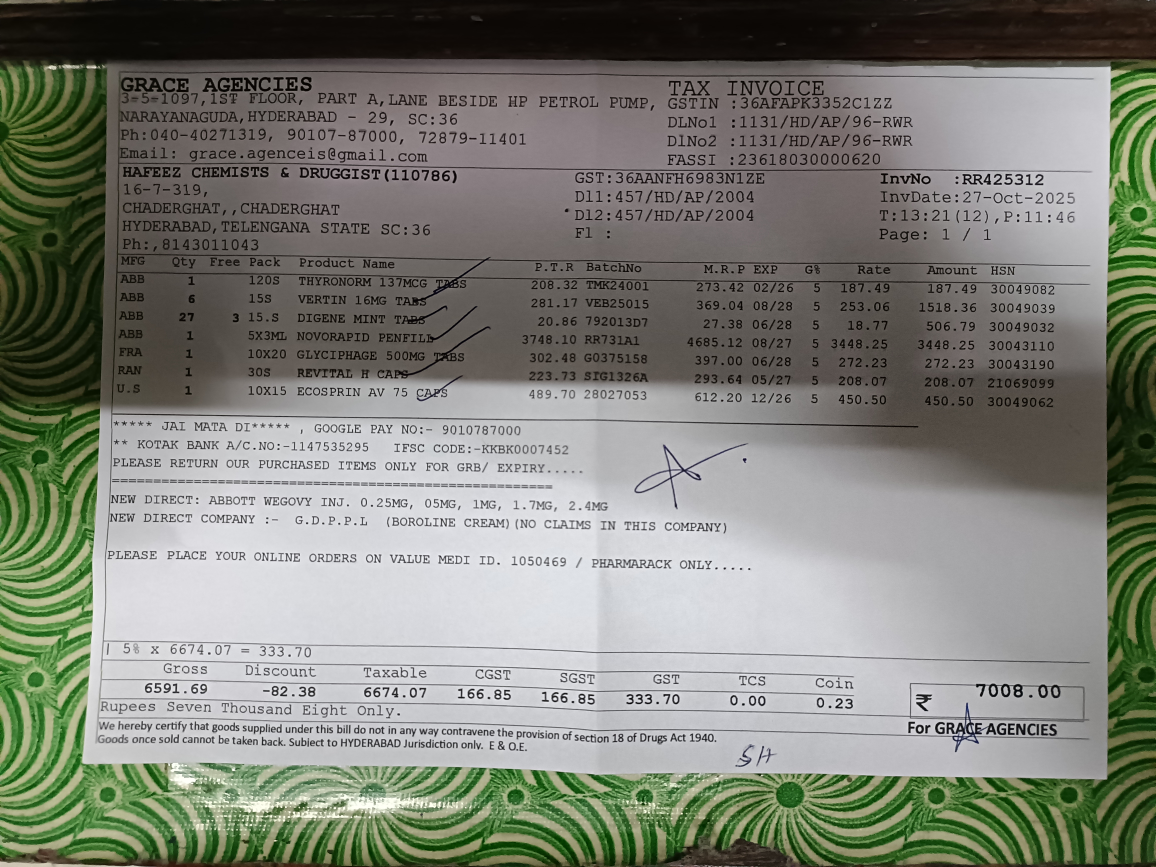 GRACE AGENCIES
3-5-1097,1ST FLOOR, PART A,LANE BESIDE HP PETROL PUMP,
NARAYANAGUDA,HYDERABAD - 29, SC:36
Ph:040-40271319, 90107-87000, 72879-11401
Email: grace.agenceis@gmail.com
TAX INVOICE
GSTIN :36AFAPK3352C1ZZ
DLNo1 :1131/HD/AP/96-RWR
DlNo2 :1131/HD/AP/96-RWR
FASSI :23618030000620
HAFEEZ CHEMISTS & DRUGGIST(110786)
16-7-319,
CHADERGHAT,,CHADERGHAT
HYDERABAD,TELENGANA STATE SC:36
Ph:,8143011043
GST:36AANFH6983N1ZE
Dl1:457/HD/AP/2004
Dl2:457/HD/AP/2004
Fl :
InvNo :RR425312
InvDate:27-Oct-2025
T:13:21(12),P:11:46
Page: 1 / 1
MFG Qty Free Pack Product Name P.T.R BatchNo M.R.P EXP G% Rate Amount HSN
ABB 1 120S THYRONORM 137MCG TABS 208.32 TMK24001 273.42 02/26 5 187.49 187.49 30049082
ABB 6 15S VERTIN 16MG TABS 281.17 VEB25015 369.04 08/28 5 253.06 1518.36 30049039
ABB 27 3 15.S DIGENE MINT TABS 20.86 792013D7 27.38 06/28 5 18.77 506.79 30049032
ABB 1 5X3ML NOVORAPID PENFILL 3748.10 RR731A1 4685.12 08/27 5 3448.25 3448.25 30043110
FRA 1 10X20 GLYCIPHAGE 500MG TABS 302.48 G0375158 397.00 06/28 5 272.23 272.23 30043190
RAN 1 30S REVITAL H CAPS 223.73 SIG1326A 293.64 05/27 5 208.07 208.07 21069099
U.S 1 10X15 ECOSPRIN AV 75 CAPS 489.70 28027053 612.20 12/26 5 450.50 450.50 30049062
***** JAI MATA DI***** , GOOGLE PAY NO:- 9010787000
** KOTAK BANK A/C.NO:-1147535295 IFSC CODE:-KKBK0007452
PLEASE RETURN OUR PURCHASED ITEMS ONLY FOR GRB/ EXPIRY.....
NEW DIRECT: ABBOTT WEGOVY INJ. 0.25MG, 05MG, 1MG, 1.7MG, 2.4MG
NEW DIRECT COMPANY :- G.D.P.P.L (BOROLINE CREAM)(NO CLAIMS IN THIS COMPANY)
PLEASE PLACE YOUR ONLINE ORDERS ON VALUE MEDI ID. 1050469 / PHARMARACK ONLY.....
| 5% x 6674.07 = 333.70
Gross Discount Taxable CGST SGST GST TCS Coin
6591.69 -82.38 6674.07 166.85 166.85 333.70 0.00 0.23
₹ 7008.00
Rupees Seven Thousand Eight Only.
We hereby certify that goods supplied under this bill do not in any way contravene the provision of section 18 of Drugs Act 1940.
Goods once sold cannot be taken back. Subject to HYDERABAD Jurisdiction only. E & O.E.
For GRACE AGENCIES